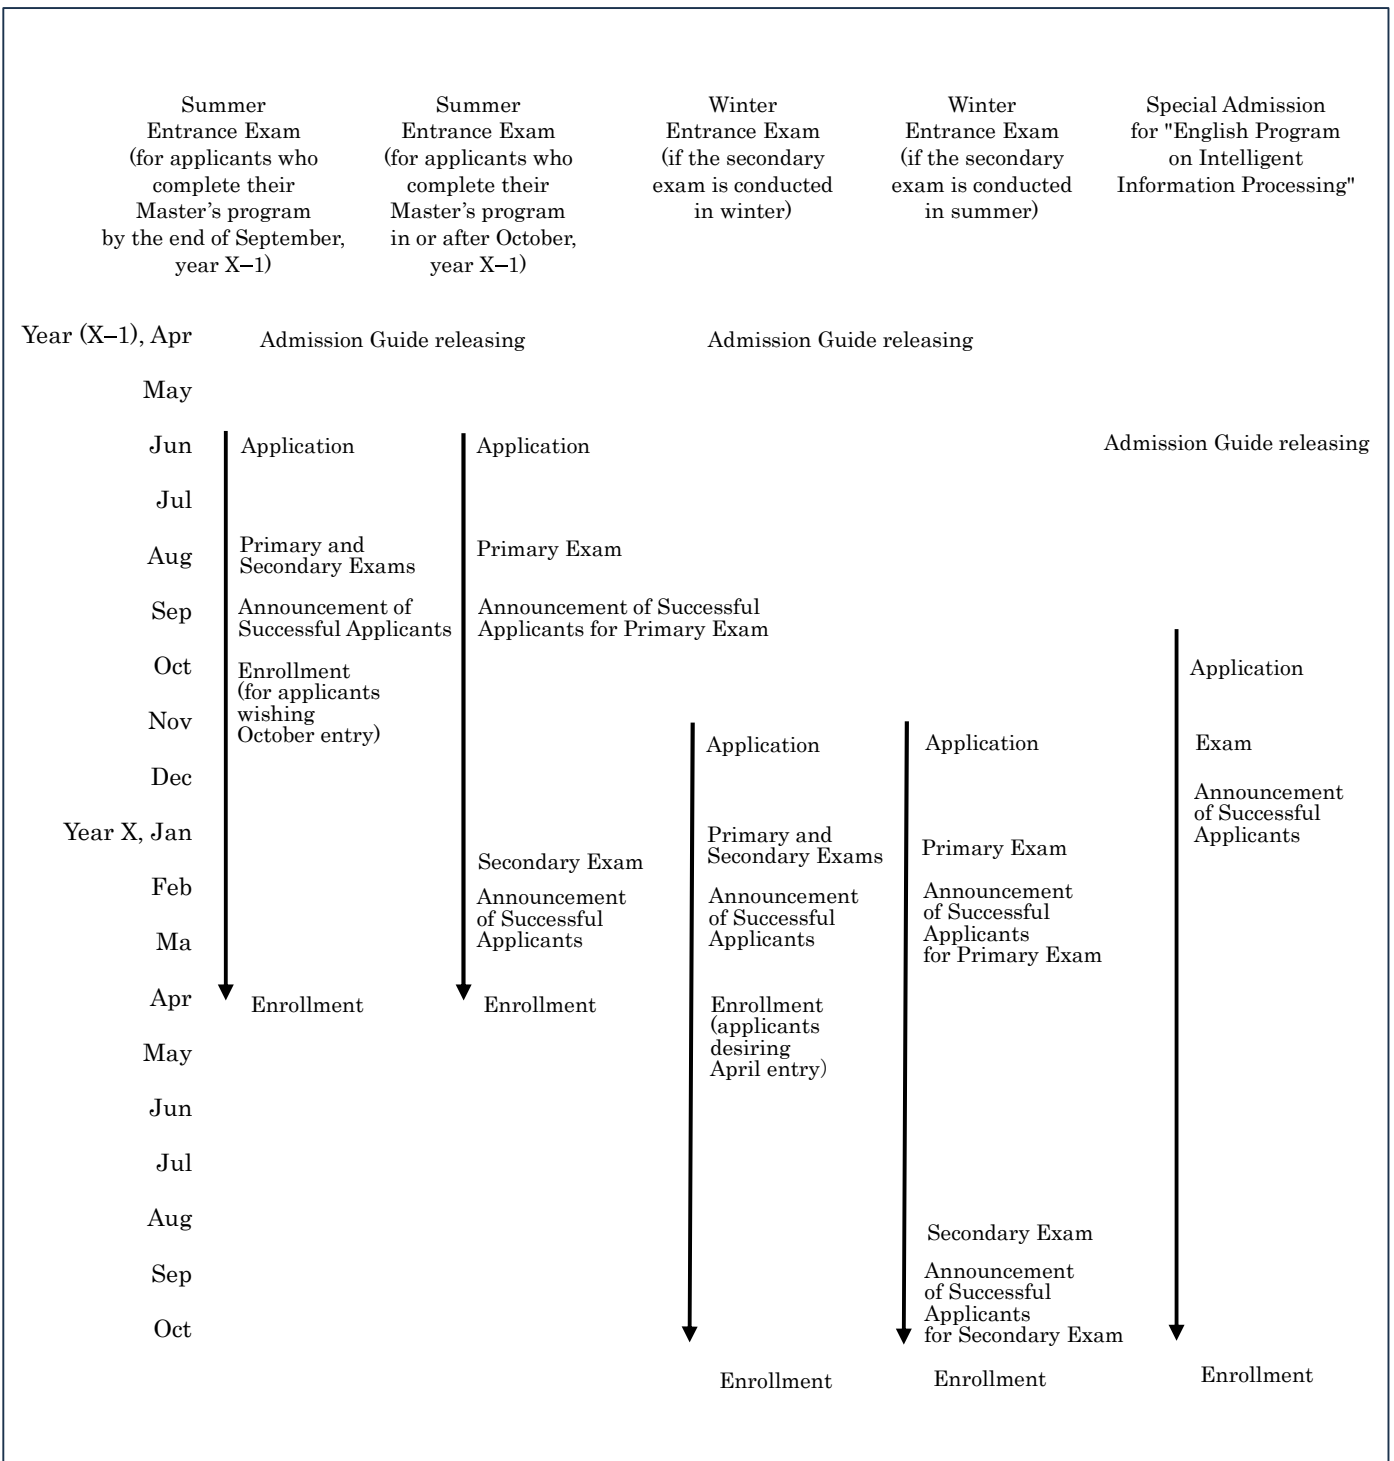 Summer
Entrance Exam
(for applicants who
complete their
Master’s program
by the end of September,
year X–1)
Summer
Entrance Exam
(for applicants who
complete their
Master’s program
in or after October,
year X–1)
Winter
Entrance Exam
(if the secondary
exam is conducted
in winter)
Winter
Entrance Exam
(if the secondary
exam is conducted
in summer)
Special Admission
for "English Program
on Intelligent
Information Processing"
Year (X–1), Apr
Admission Guide releasing
Admission Guide releasing
May
Jun
Application
Application
Admission Guide releasing
Jul
Aug
Primary and
Secondary Exams
Primary Exam
Sep
Announcement of
Successful Applicants
Announcement of Successful
Applicants for Primary Exam
Oct
Enrollment
(for applicants
wishing
October entry)
Application
Nov
Application
Application
Exam
Dec
Announcement
of Successful
Applicants
Year X, Jan
Primary and
Secondary Exams
Primary Exam
Secondary Exam
Feb
Announcement
of Successful
Applicants
Announcement
of Successful
Applicants
Announcement
of Successful
Applicants
for Primary Exam
Ma
Apr
Enrollment
Enrollment
Enrollment
(applicants
desiring
April entry)
May
Jun
Jul
Aug
Secondary Exam
Sep
Announcement
of Successful
Applicants
for Secondary Exam
Oct
Enrollment
Enrollment
Enrollment